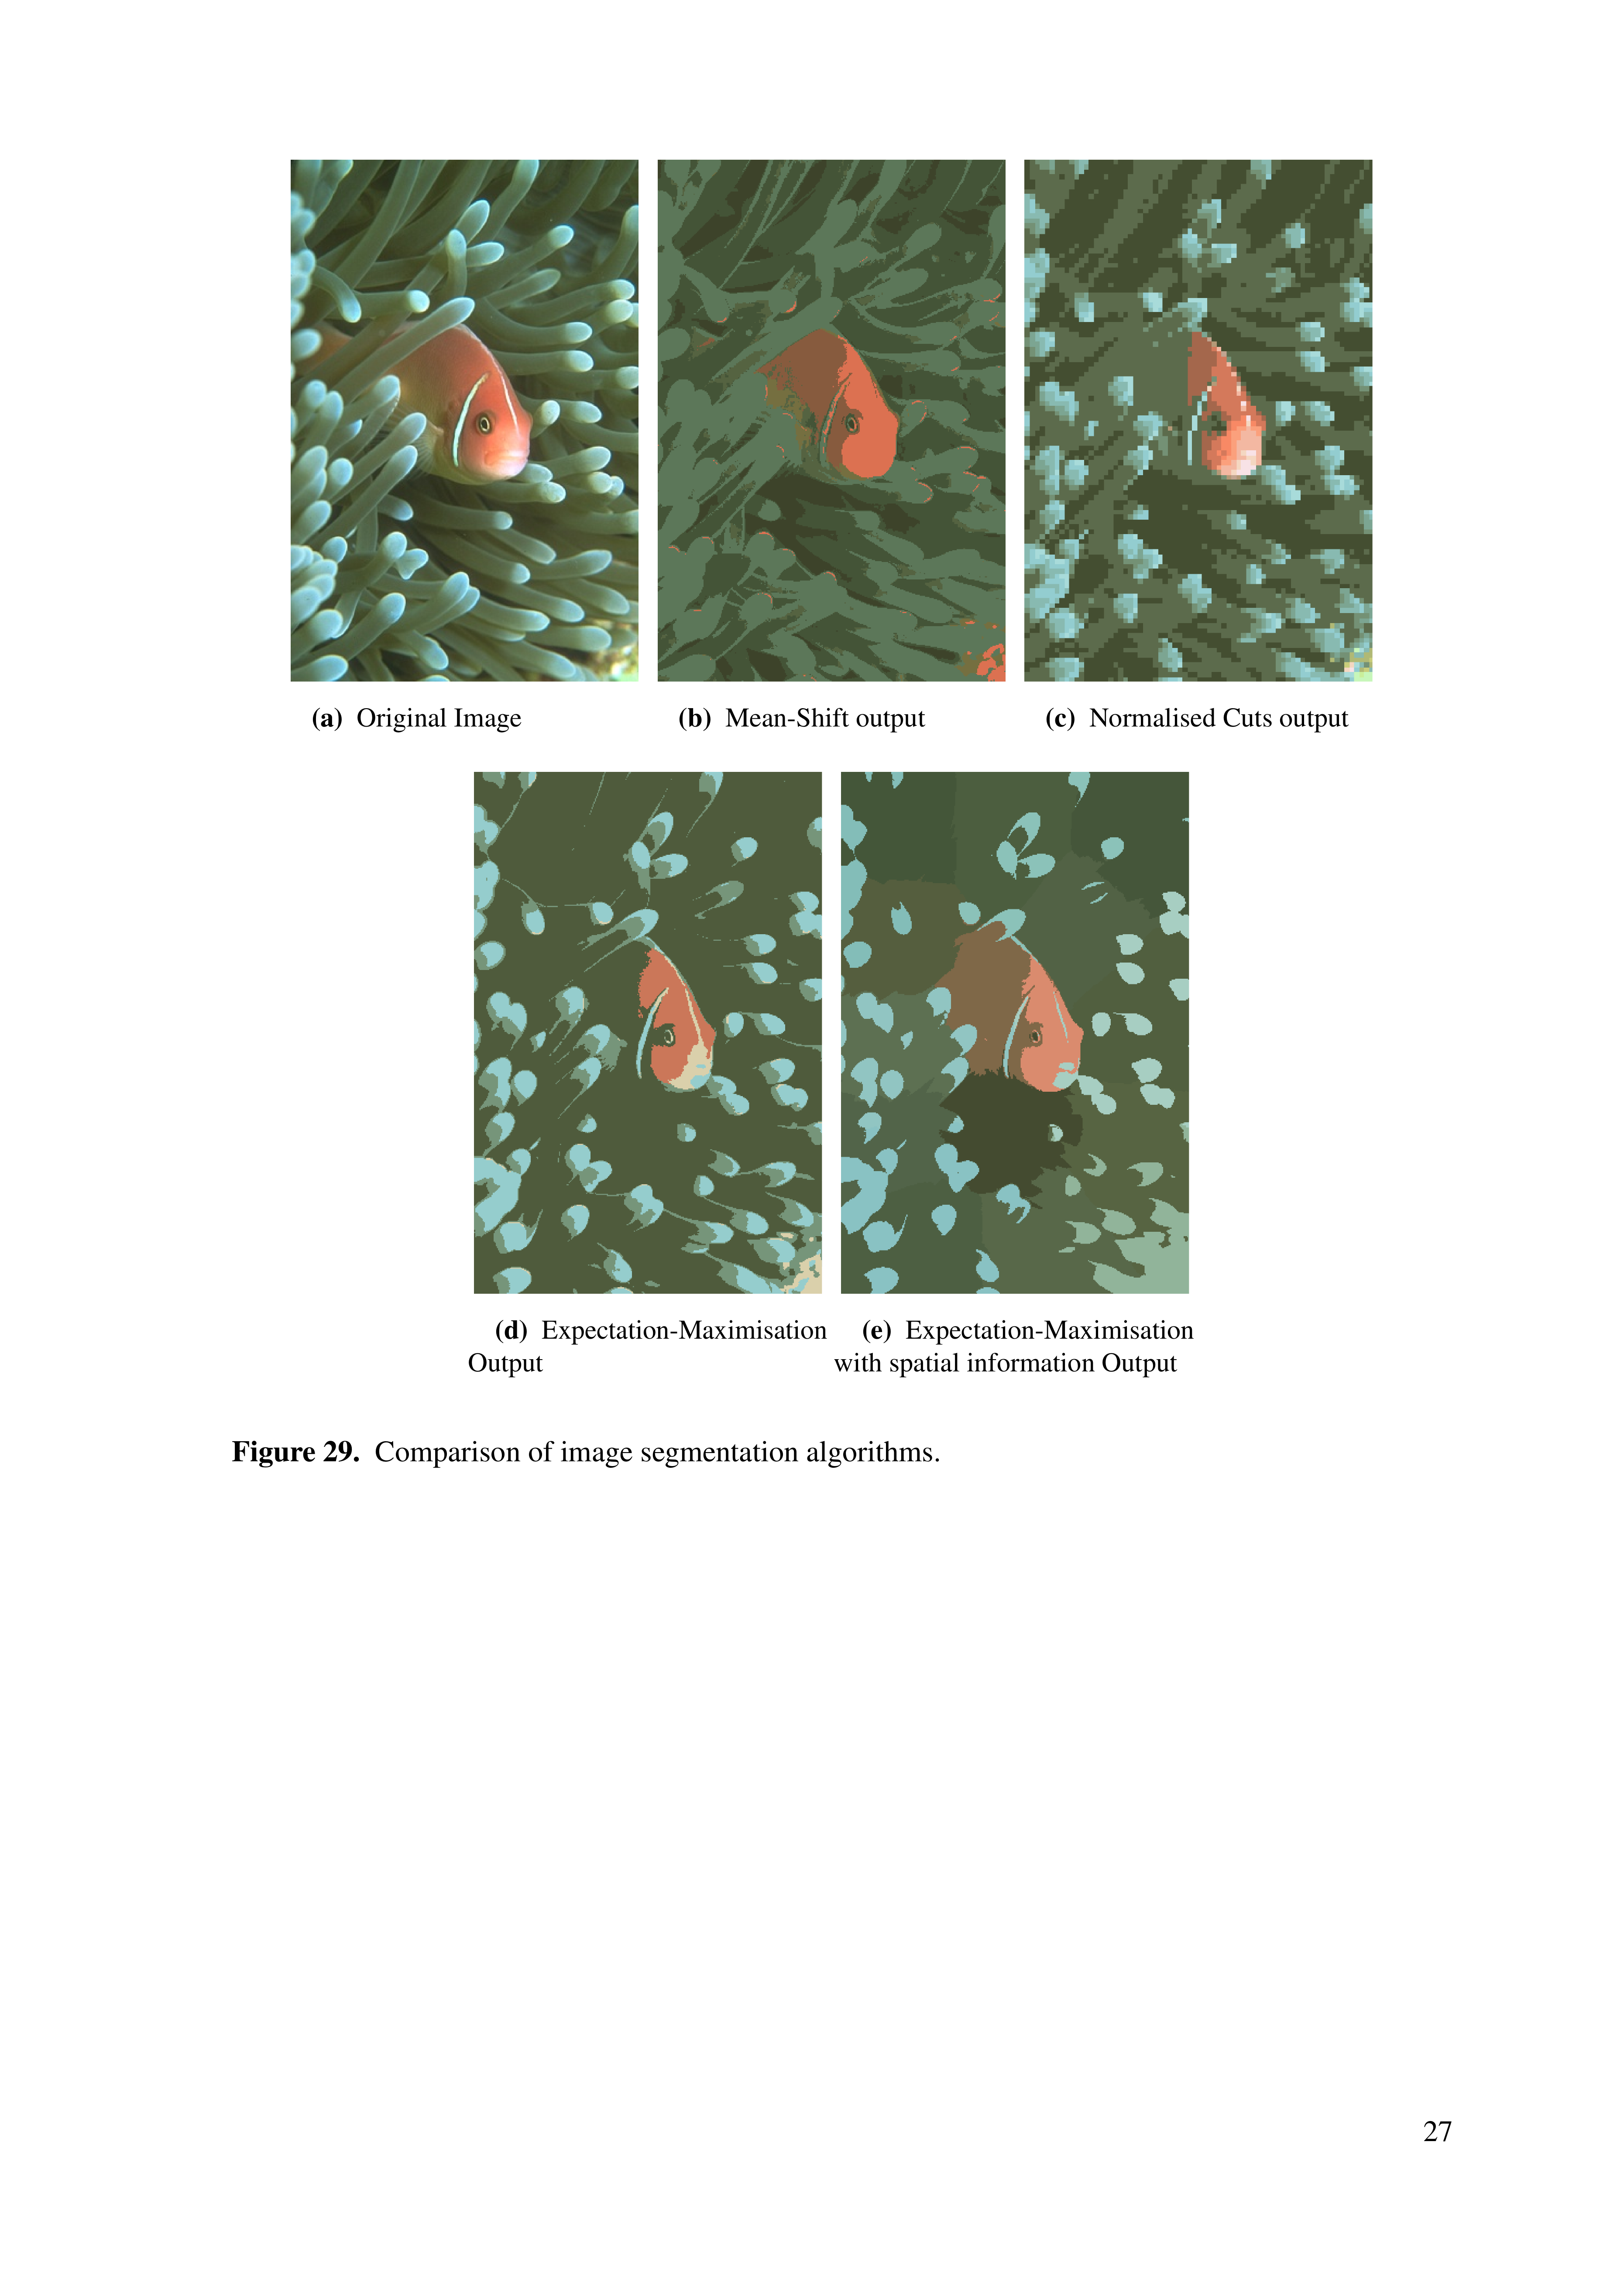 (a) Original Image
(b) Mean-Shift output
(c) Normalised Cuts output
(d) Expectation-Maximisation
Output
(e) Expectation-Maximisation
with spatial information Output
Figure 29. Comparison of image segmentation algorithms.
27